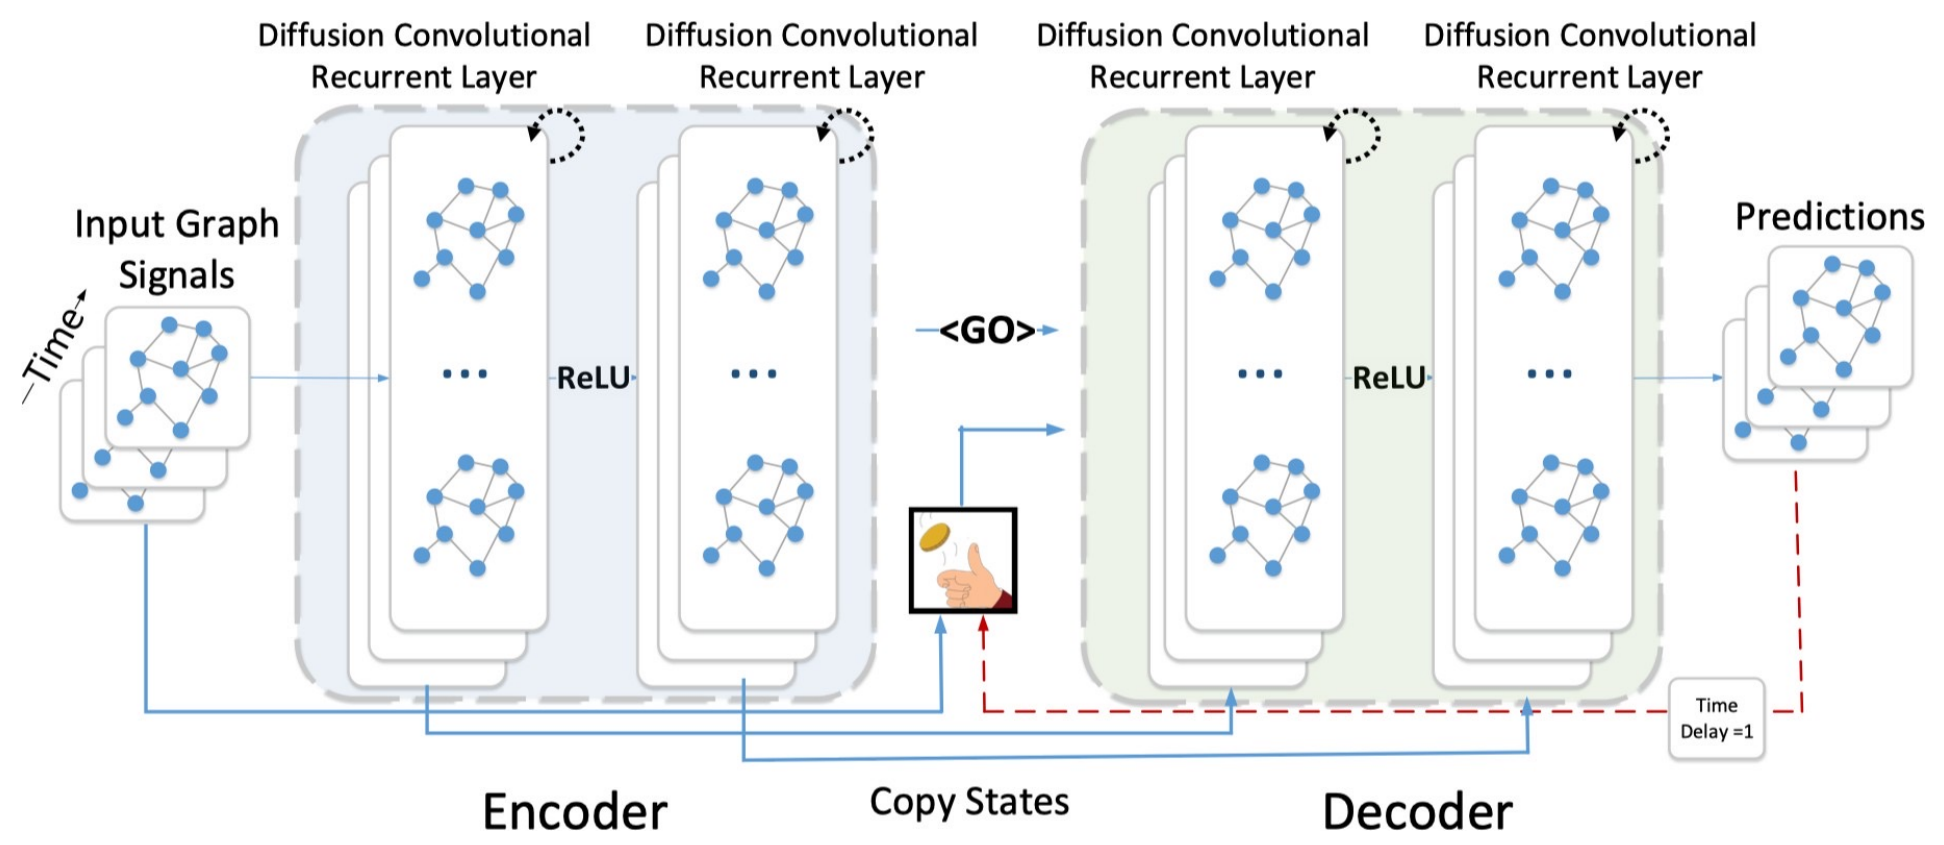 Diffusion Convolutional
Recurrent Layer
Diffusion Convolutional
Recurrent Layer
Diffusion Convolutional
Recurrent Layer
Diffusion Convolutional
Recurrent Layer
Input Graph
Signals
Time
ReLU
<GO>
ReLU
Predictions
Time
Delay =1
Encoder
Copy States
Decoder